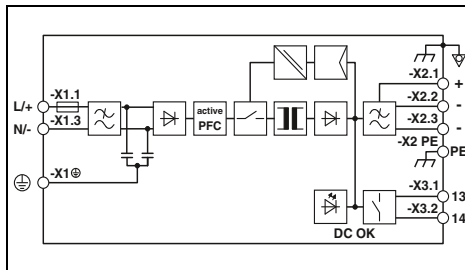 -X1.1
L/+
-X1.3
N/-
-X1
active
PFC
-X2.1
+
-X2.2
-
-X2.3
-
-X2 PE
PE
-X3.1
13
-X3.2
14
DC OK